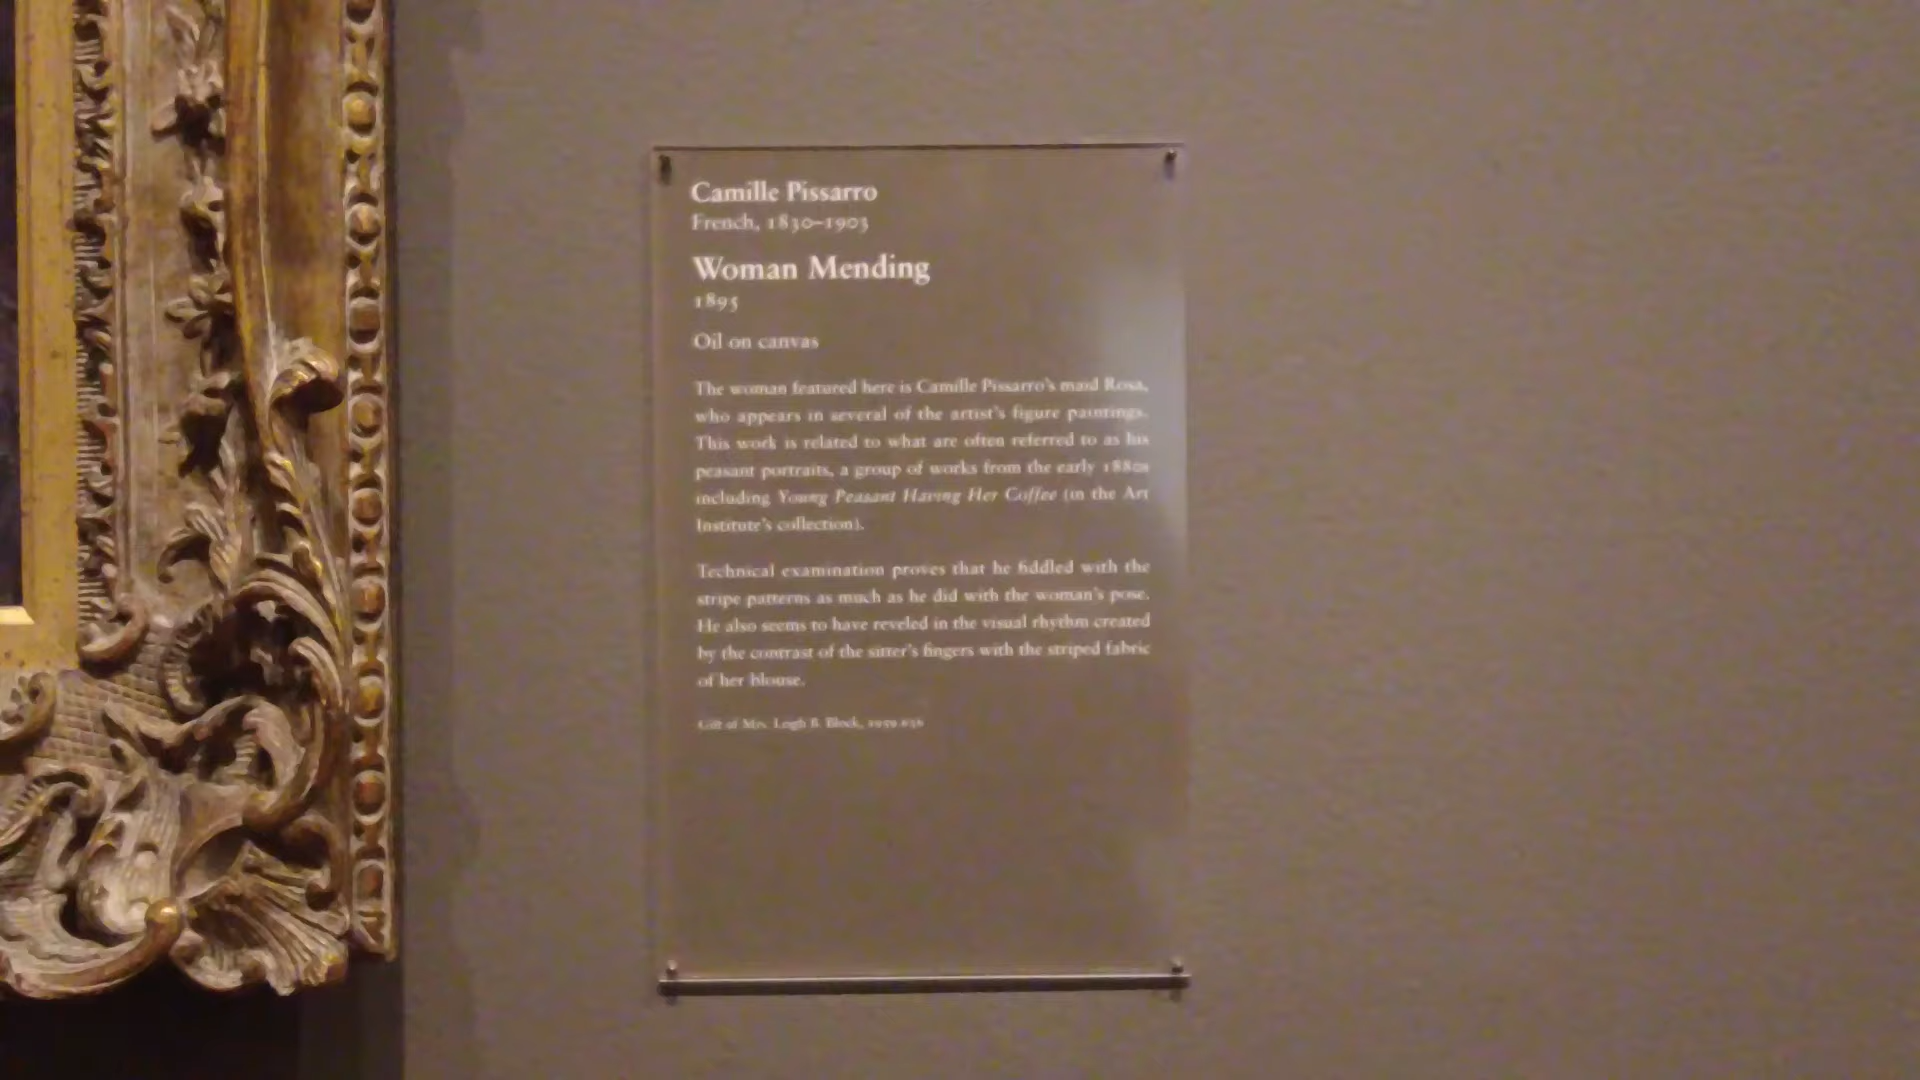 Camille Pissarro
French, 1830–1903
Woman Mending
1895
Oil on canvas
The woman featured here is Camille Pissarro's maid Rosa,
who appears in several of the artist's figure paintings.
This work is related to what are often referred to as his
peasant portraits, a group of works from the early 1880s
including Young Peasant Having Her Coffee (in the Art
Institute's collection).
Technical examination proves that he fiddled with the
stripe patterns as much as he did with the woman's pose.
He also seems to have reveled in the visual rhythm created
by the contrast of the sitter's fingers with the striped fabric
of her blouse.
Gift of Mrs. Leigh B. Block,